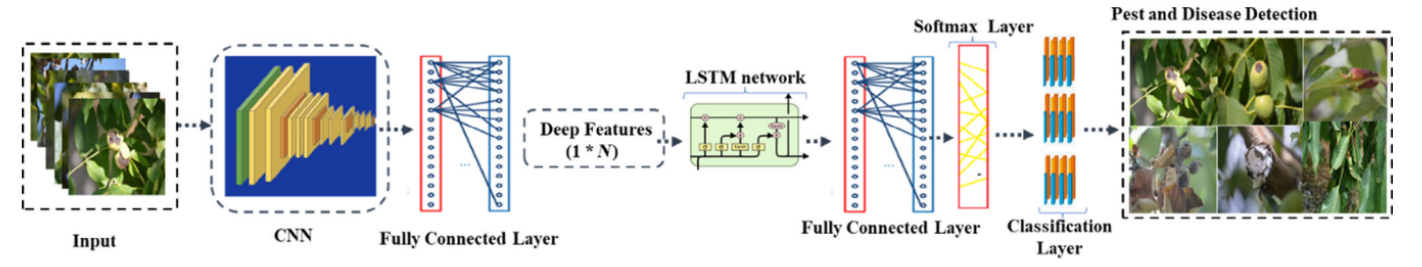 Pest and Disease Detection
Softmax Layer
LSTM network
Deep Features
(1 * N)
Input
CNN
Fully Connected Layer
Fully Connected Layer
Classification
Layer